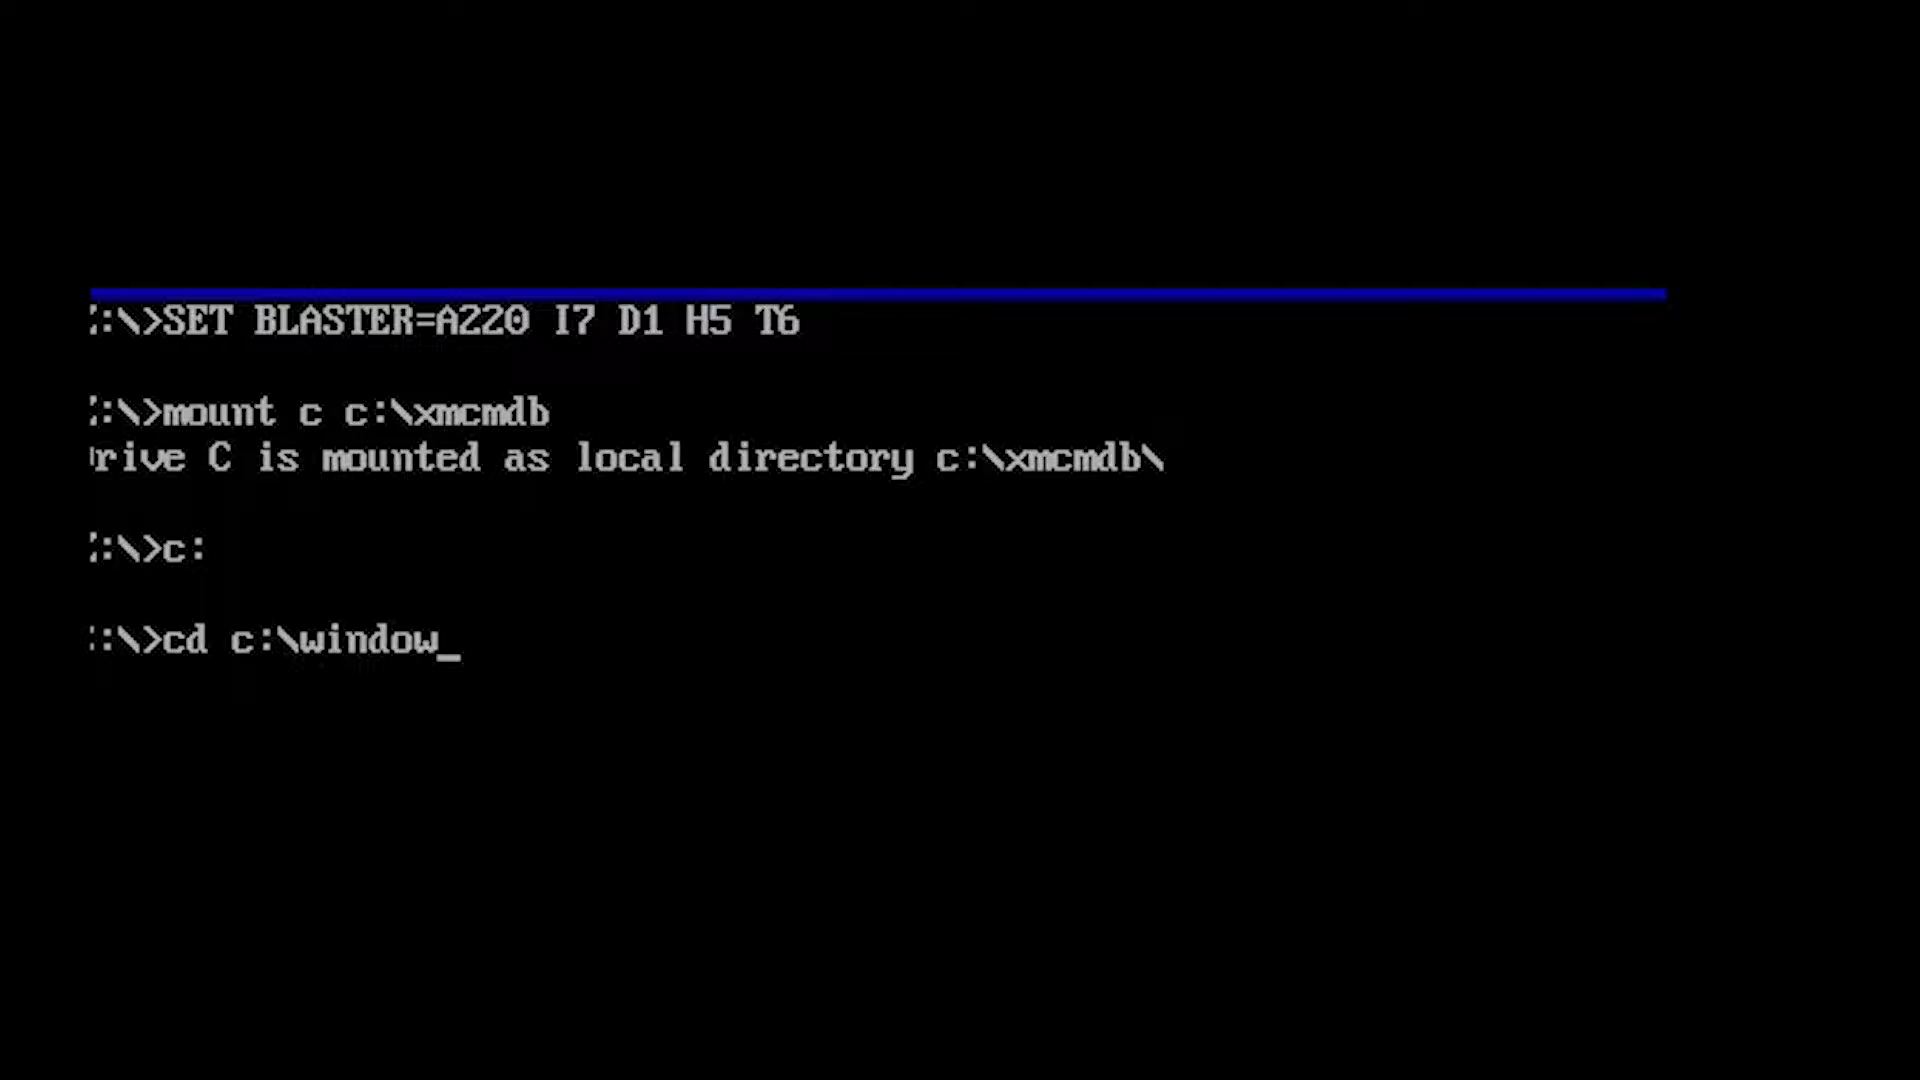 :\>SET BLASTER=A220 I7 D1 H5 T6
:\>mount c c:\xmcmdb
rive C is mounted as local directory c:\xmcmdb\
:\>c:
:\>cd c:\window_